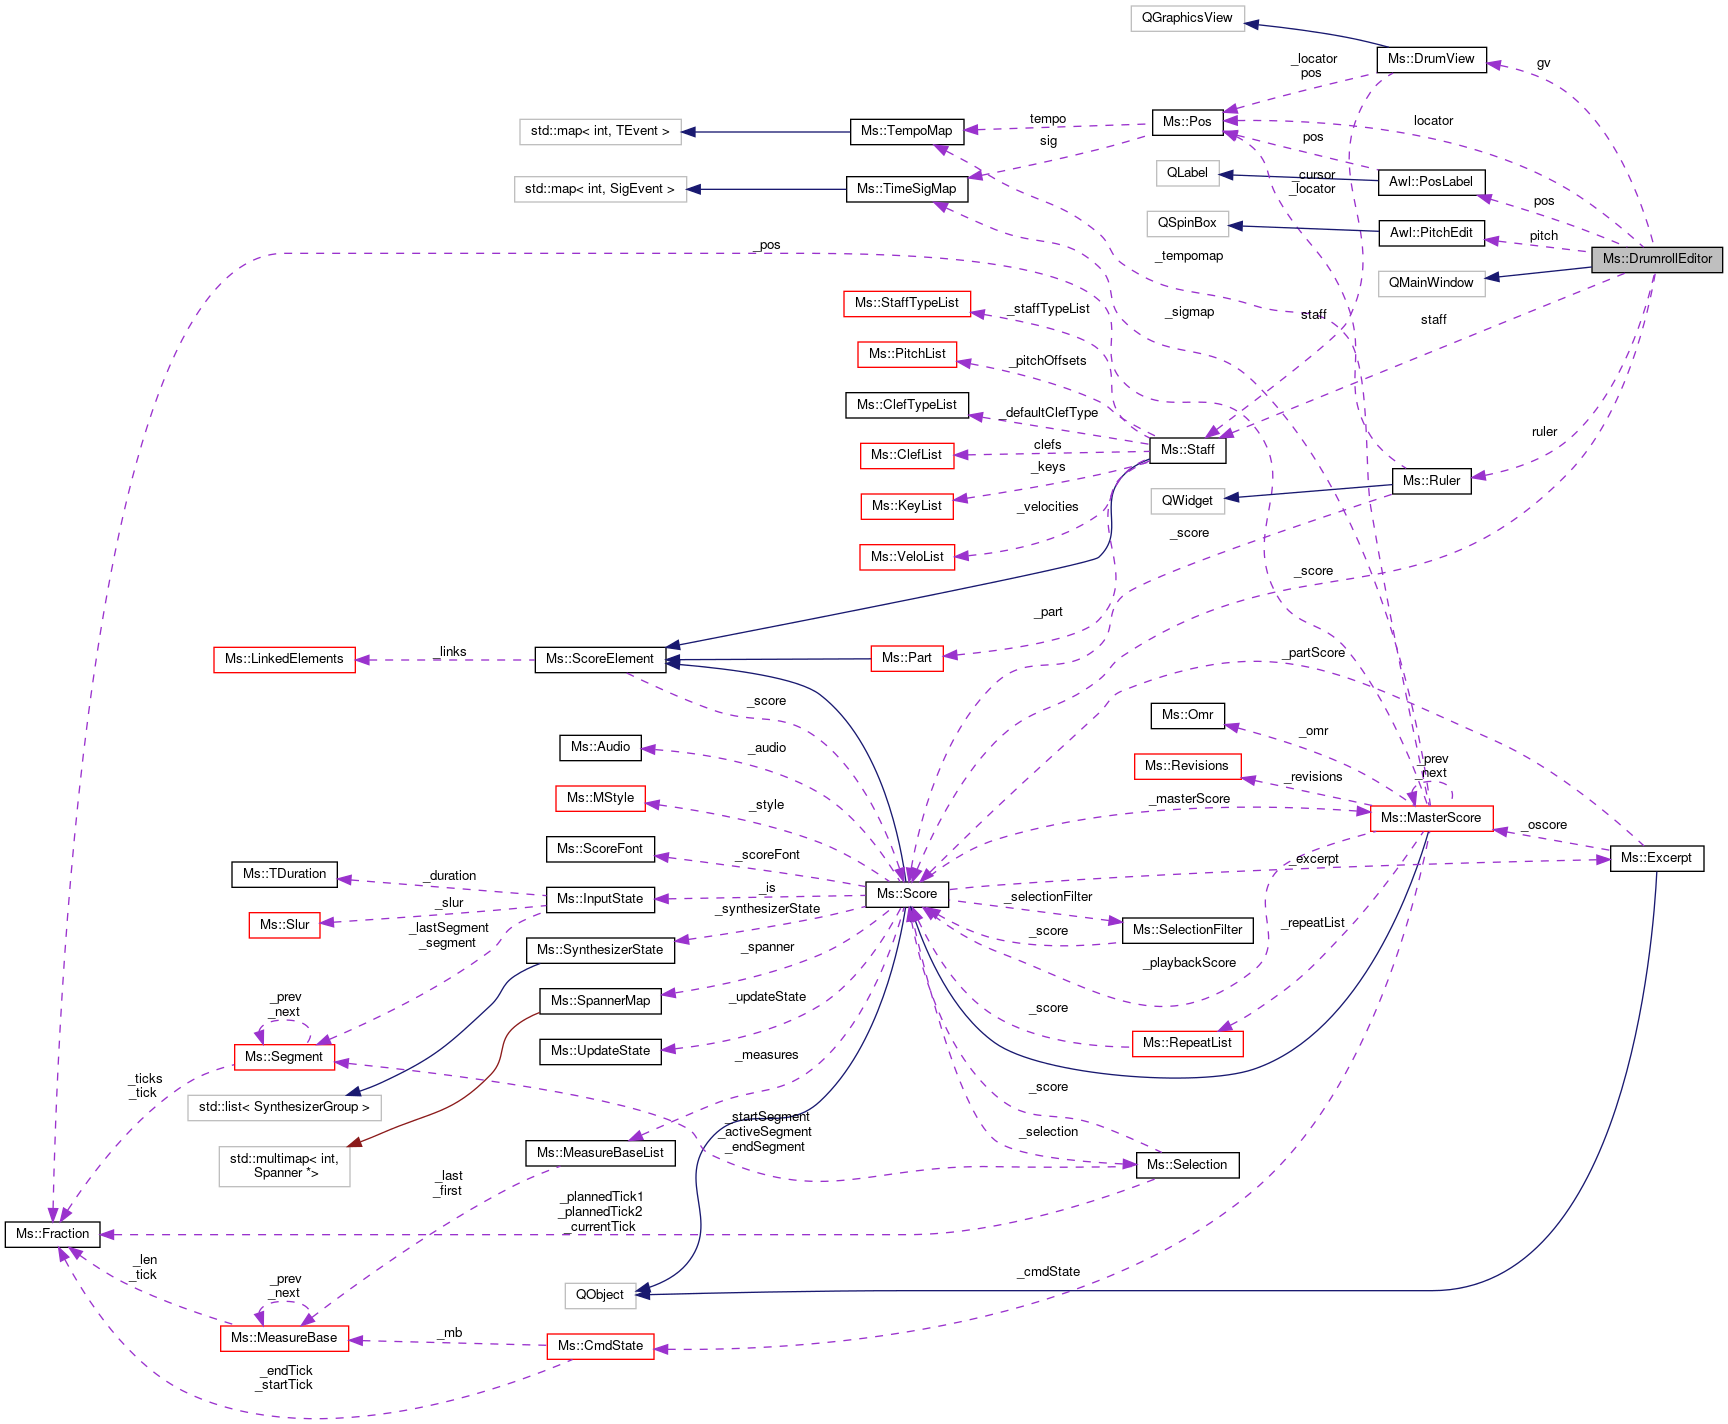 QGraphicsView
Ms::DrumView
gv
_locator
pos
std::map< int, TEvent >
Ms::TempoMap
tempo
Ms::Pos
locator
sig
pos
std::map< int, SigEvent >
Ms::TimeSigMap
QLabel
_cursor
_locator
Awl::PosLabel
pos
QSpinBox
Awl::PitchEdit
pitch
_pos
_tempomap
QMainWindow
Ms::DrumrollEditor
Ms::StaffTypeList
_staffTypeList
_sigmap
staff
staff
Ms::PitchList
_pitchOffsets
Ms::ClefTypeList
_defaultClefType
Ms::ClefList
clefs
Ms::Staff
ruler
_keys
Ms::KeyList
QWidget
Ms::Ruler
_velocities
Ms::VeloList
_score
_score
_part
Ms::LinkedElements
_links
Ms::ScoreElement
Ms::Part
_partScore
_score
Ms::Omr
_omr
Ms::Audio
_audio
Ms::Revisions
_revisions
_prev
_next
Ms::MStyle
_style
_masterScore
Ms::MasterScore
_oscore
Ms::ScoreFont
_scoreFont
_excerpt
Ms::Excerpt
Ms::TDuration
_duration
_is
Ms::InputState
Ms::Score
_selectionFilter
_slur
Ms::Slur
_synthesizerState
_score
Ms::SelectionFilter
_repeatList
_lastSegment
_segment
Ms::SynthesizerState
_spanner
_playbackScore
_prev
_next
Ms::SpannerMap
_updateState
_score
Ms::Segment
Ms::UpdateState
_measures
Ms::RepeatList
_ticks
_tick
_score
std::list< SynthesizerGroup >
_startSegment
_activeSegment
_endSegment
_selection
std::multimap< int,
Spanner *>
Ms::MeasureBaseList
Ms::Selection
_last
_first
_plannedTick1
_plannedTick2
_currentTick
Ms::Fraction
_len
_tick
_prev
_next
QObject
_cmdState
Ms::MeasureBase
_mb
Ms::CmdState
_endTick
_startTick